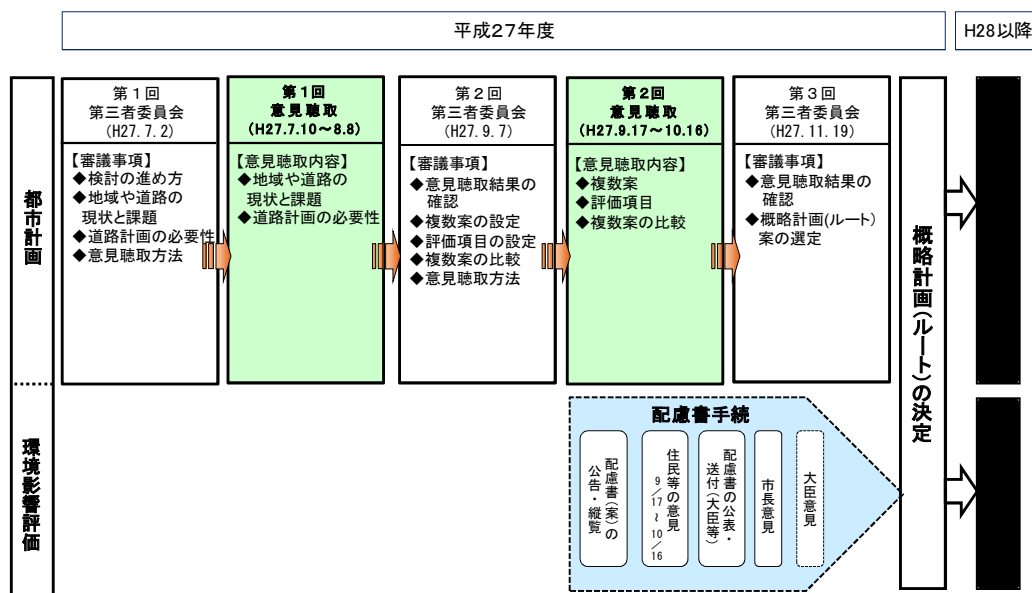 平成27年度
H28以降
都市計画
第1回
第三者委員会
(H27.7.2)
【審議事項】
◆検討の進め方
◆地域や道路の
現状と課題
◆道路計画の必要性
◆意見聴取方法
第1回
意見聴取
(H27.7.10～8.8)
【意見聴取内容】
◆地域や道路の
現状と課題
◆道路計画の必要性
第2回
第三者委員会
(H27.9.7)
【審議事項】
◆意見聴取結果の
確認
◆複数案の設定
◆評価項目の設定
◆複数案の比較
◆意見聴取方法
第2回
意見聴取
(H27.9.17～10.16)
【意見聴取内容】
◆複数案
◆評価項目
◆複数案の比較
第3回
第三者委員会
(H27.11.19)
【審議事項】
◆意見聴取結果の
確認
◆概略計画(ルート)
案の選定
概略計画(ルート)の決定
環境影響評価
配慮書手続
配慮書(案)の
公告・縦覧
住民等の意見
9/17～10/16
配慮書の公表・
送付(大臣等)
市長意見
大臣意見